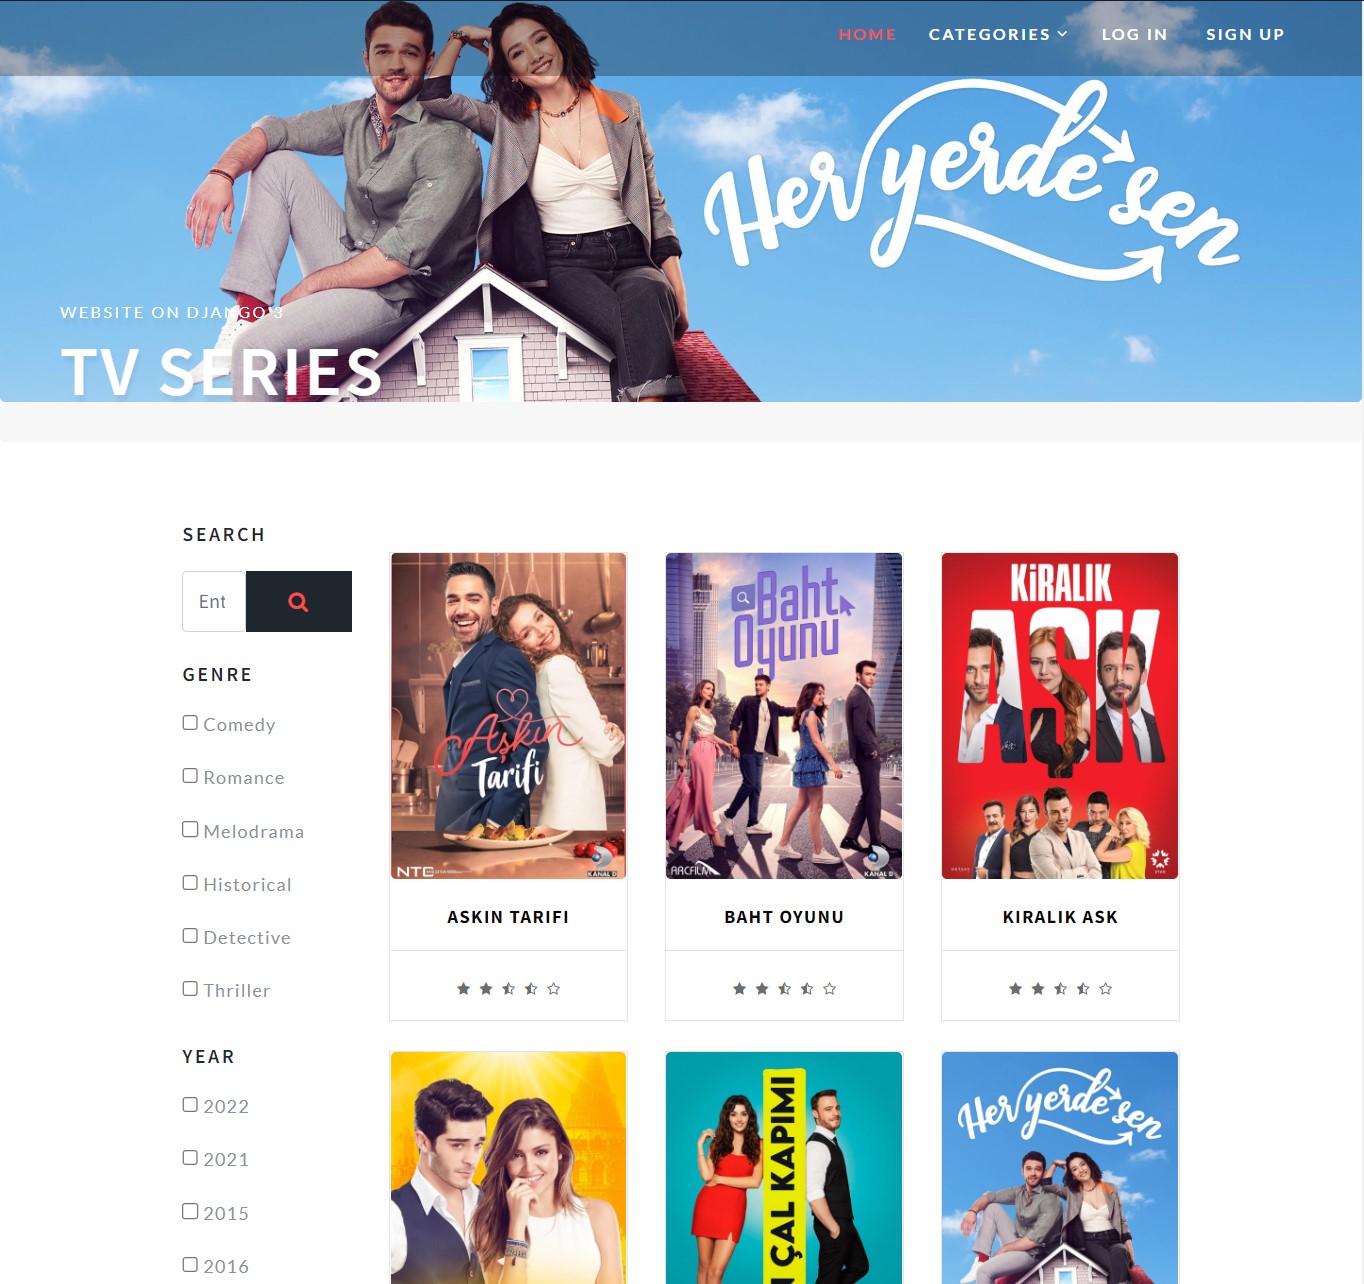 HOME CATEGORIES LOG IN SIGN UP
Her yerde sen
WEBSITE ON DJANGO 3
TV SERIES
SEARCH
Ent
GENRE
Comedy
Romance
Melodrama
Historical
Detective
Thriller
YEAR
2022
2021
2015
2016
Aşkın
Tarifi
NTC
KANAL D
ASKIN TARIFI
Baht
Oyunu
ARCFILM
KANAL D
BAHT OYUNU
KiRALIK
AŞK
STAR
KIRALIK ASK
ÇAL KAPIMI
Her yerde sen